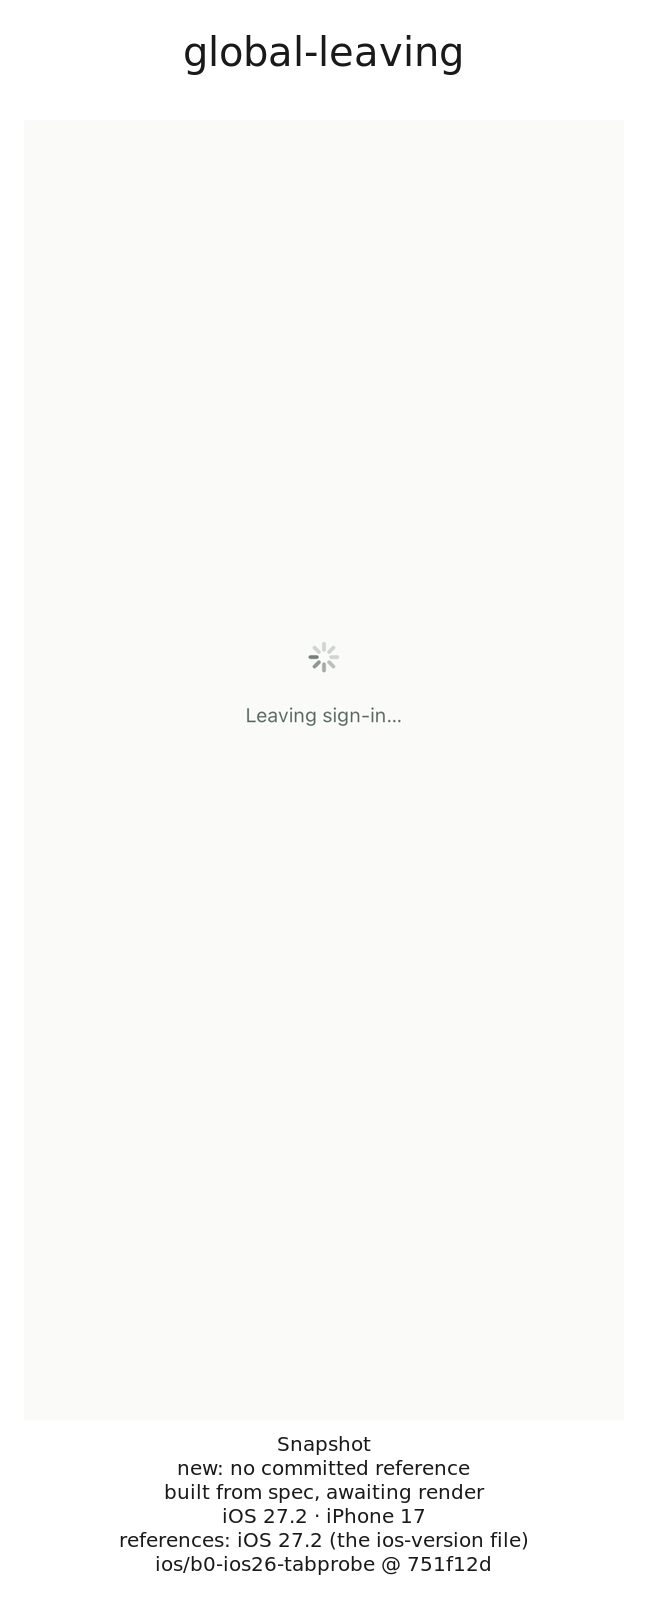 global-leaving
Leaving sign-in…
Snapshot
new: no committed reference
built from spec, awaiting render
iOS 27.2 · iPhone 17
references: iOS 27.2 (the ios-version file)
ios/b0-ios26-tabprobe @ 751f12d